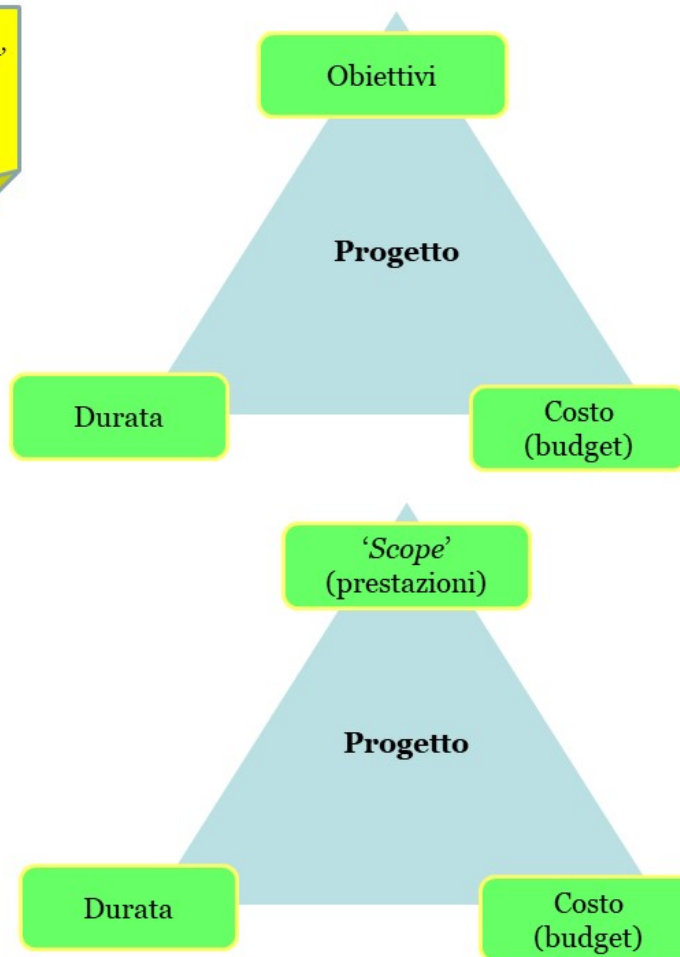 Obiettivi
Progetto
Durata
Costo
(budget)
‘Scope’
(prestazioni)
Progetto
Durata
Costo
(budget)